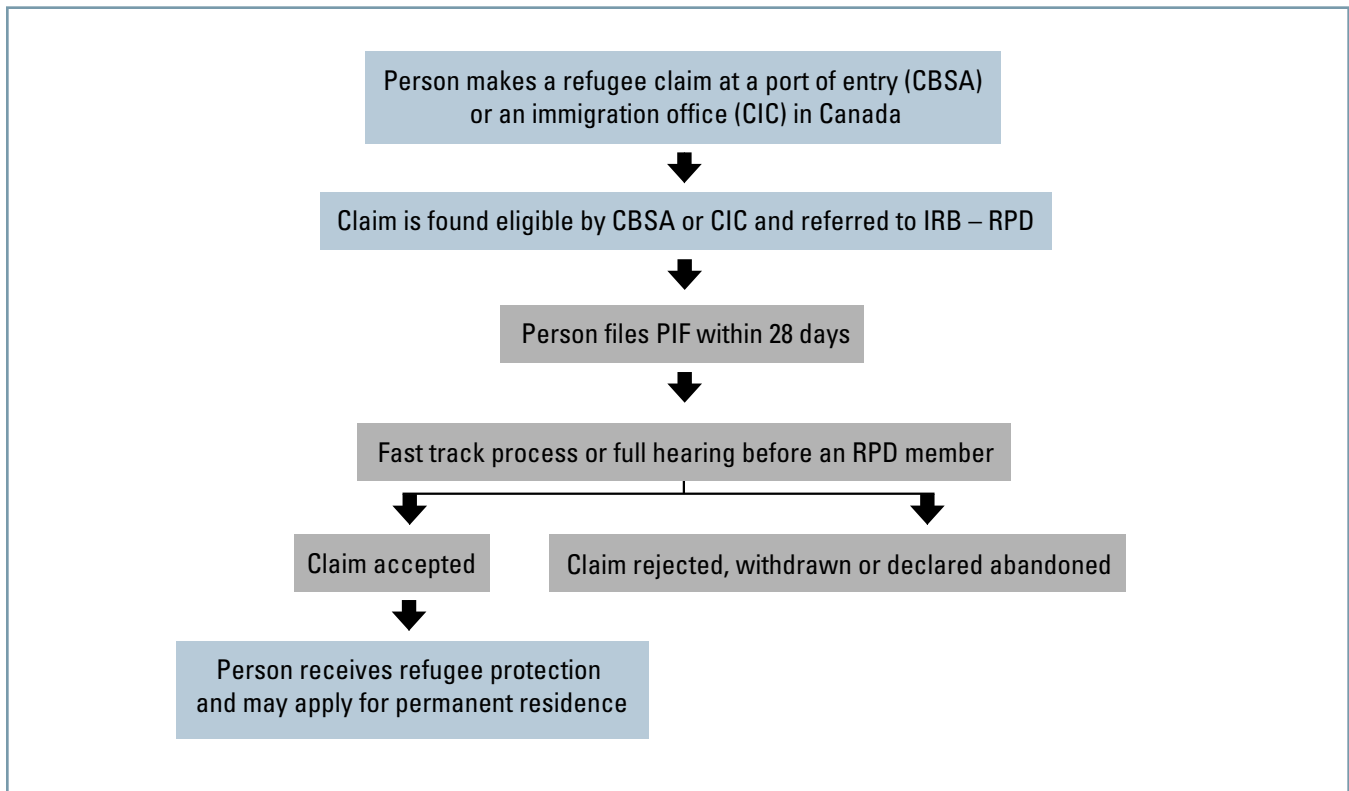 Person makes a refugee claim at a port of entry (CBSA)
or an immigration office (CIC) in Canada
Claim is found eligible by CBSA or CIC and referred to IRB – RPD
Person files PIF within 28 days
Fast track process or full hearing before an RPD member
Claim accepted
Claim rejected, withdrawn or declared abandoned
Person receives refugee protection
and may apply for permanent residence